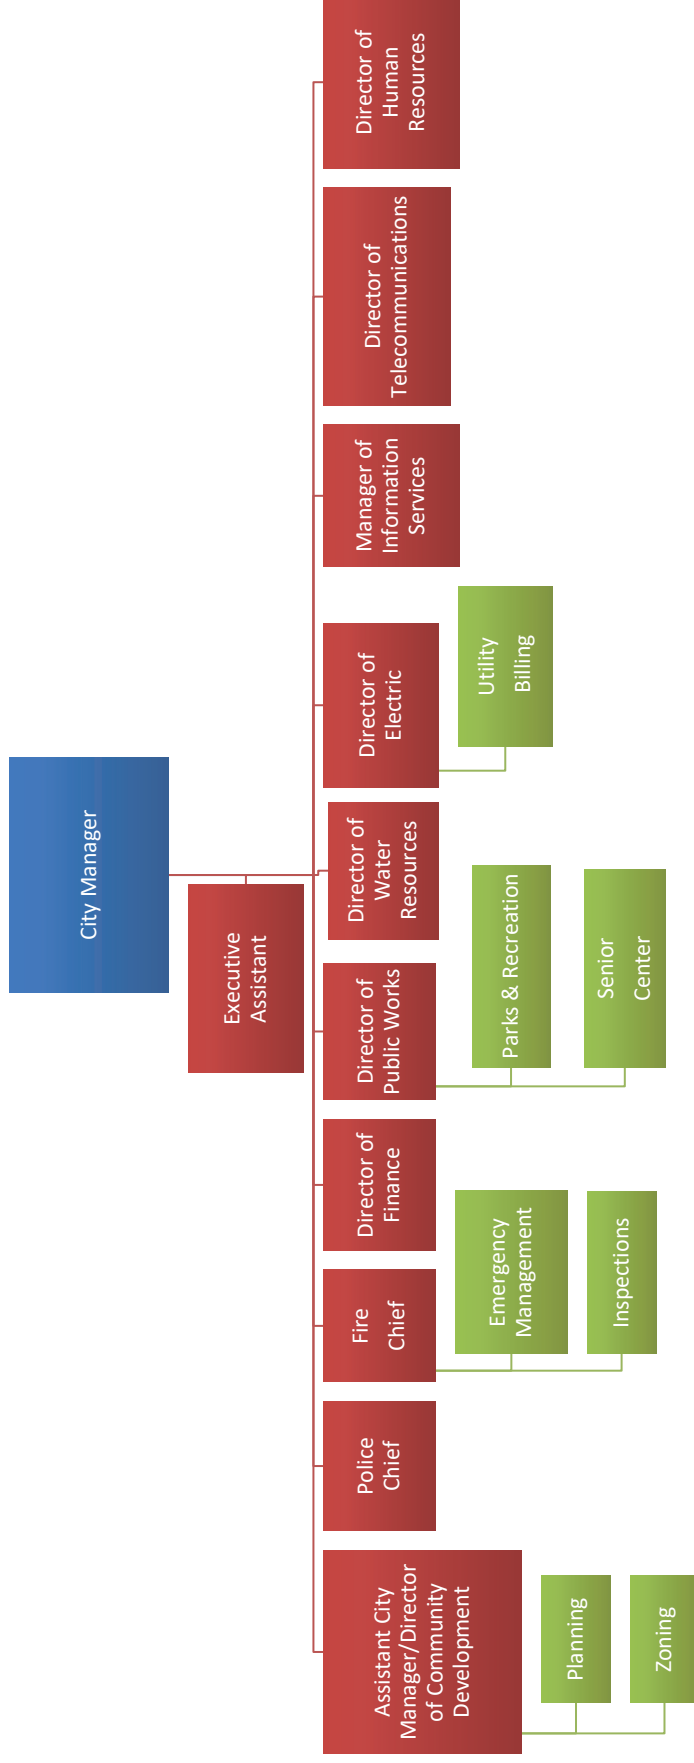 City Manager
Executive
Assistant
Assistant City
Manager/Director
of Community
Development
Planning
Zoning
Police
Chief
Fire
Chief
Emergency
Management
Inspections
Director of
Finance
Director of
Public Works
Parks & Recreation
Senior
Center
Director of
Water
Resources
Director of
Electric
Utility
Billing
Manager of
Information
Services
Director of
Telecommunications
Director of
Human
Resources